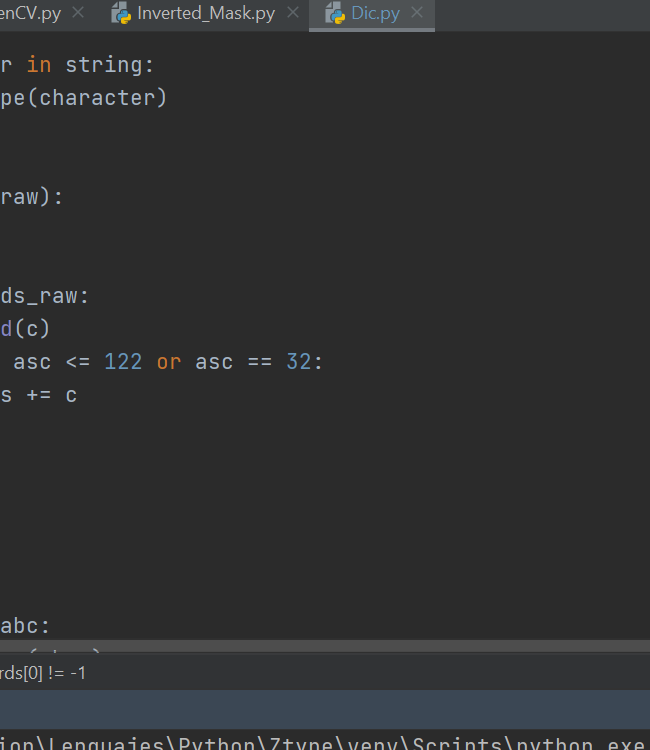 enCV.py Inverted_Mask.py Dic.py
r in string:
pe(character)
raw):
ds_raw:
d(c)
asc <= 122 or asc == 32:
s += c
abc:
rds[0] != -1
ion\Lenguajes\Python\Ztype\venv\Scripts\python.exe